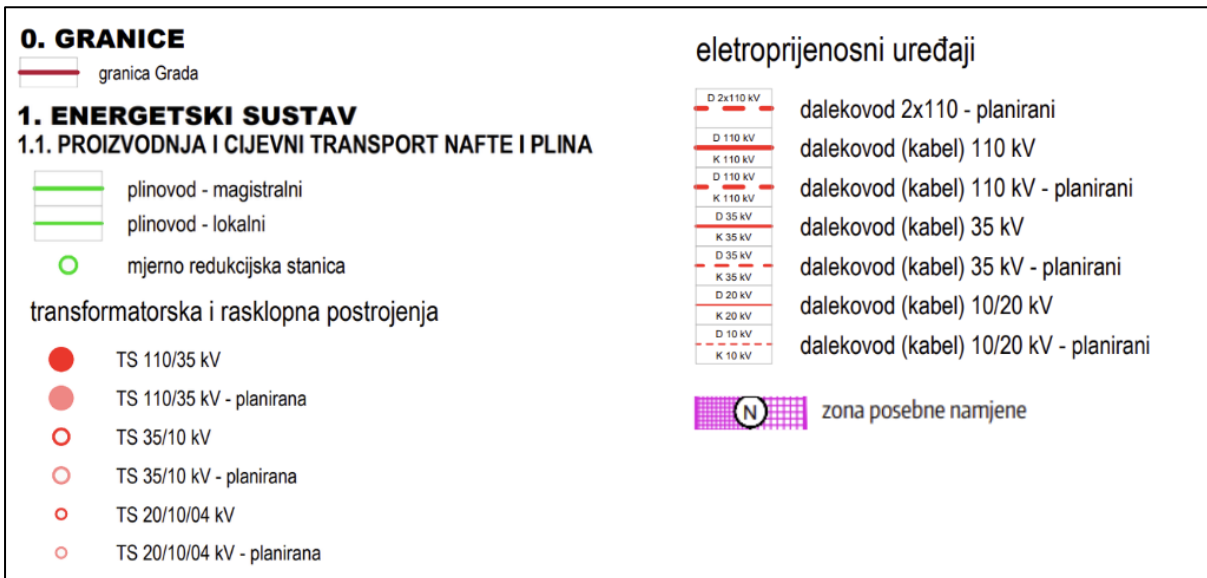 0. GRANICE
granica Grada
1. ENERGETSKI SUSTAV
1.1. PROIZVODNJA I CIJEVNI TRANSPORT NAFTE I PLINA
plinovod - magistralni
plinovod - lokalni
mjerno redukcijska stanica
transformatorska i rasklopna postrojenja
TS 110/35 kV
TS 110/35 kV - planirana
TS 35/10 kV
TS 35/10 kV - planirana
TS 20/10/04 kV
TS 20/10/04 kV - planirana
eletroprijenosni uređaji
D 2x110 kV
dalekovod 2x110 - planirani
D 110 kV
dalekovod (kabel) 110 kV
K 110 kV
D 110 kV
dalekovod (kabel) 110 kV - planirani
K 110 kV
D 35 kV
dalekovod (kabel) 35 kV
K 35 kV
D 35 kV
dalekovod (kabel) 35 kV - planirani
K 35 kV
D 20 kV
dalekovod (kabel) 10/20 kV
K 20 kV
D 10 kV
dalekovod (kabel) 10/20 kV - planirani
K 10 kV
N zona posebne namjene